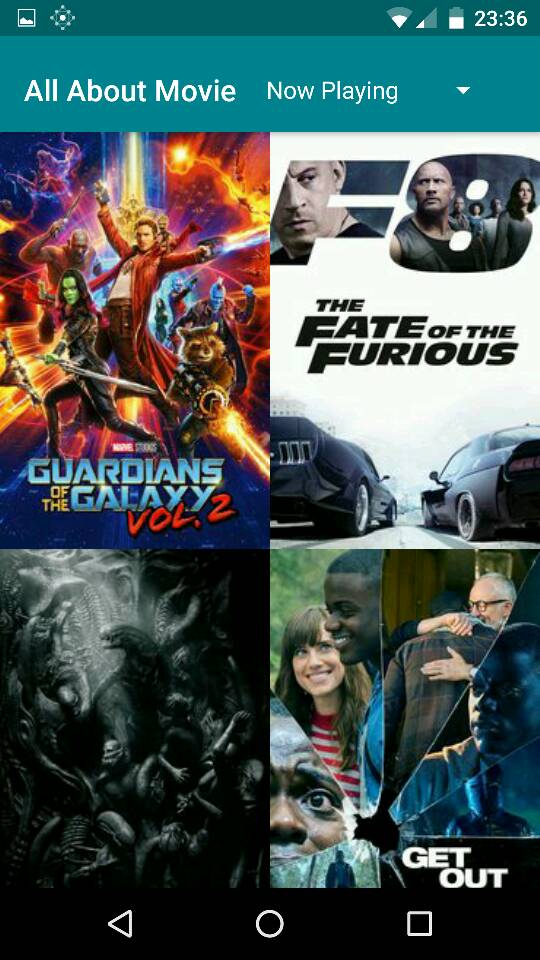 23:36
All About Movie
Now Playing
F8
THE
FATE OF THE
FURIOUS
MARVEL STUDIOS
GUARDIANS
OF THE GALAXY
VOL. 2
GET
OUT